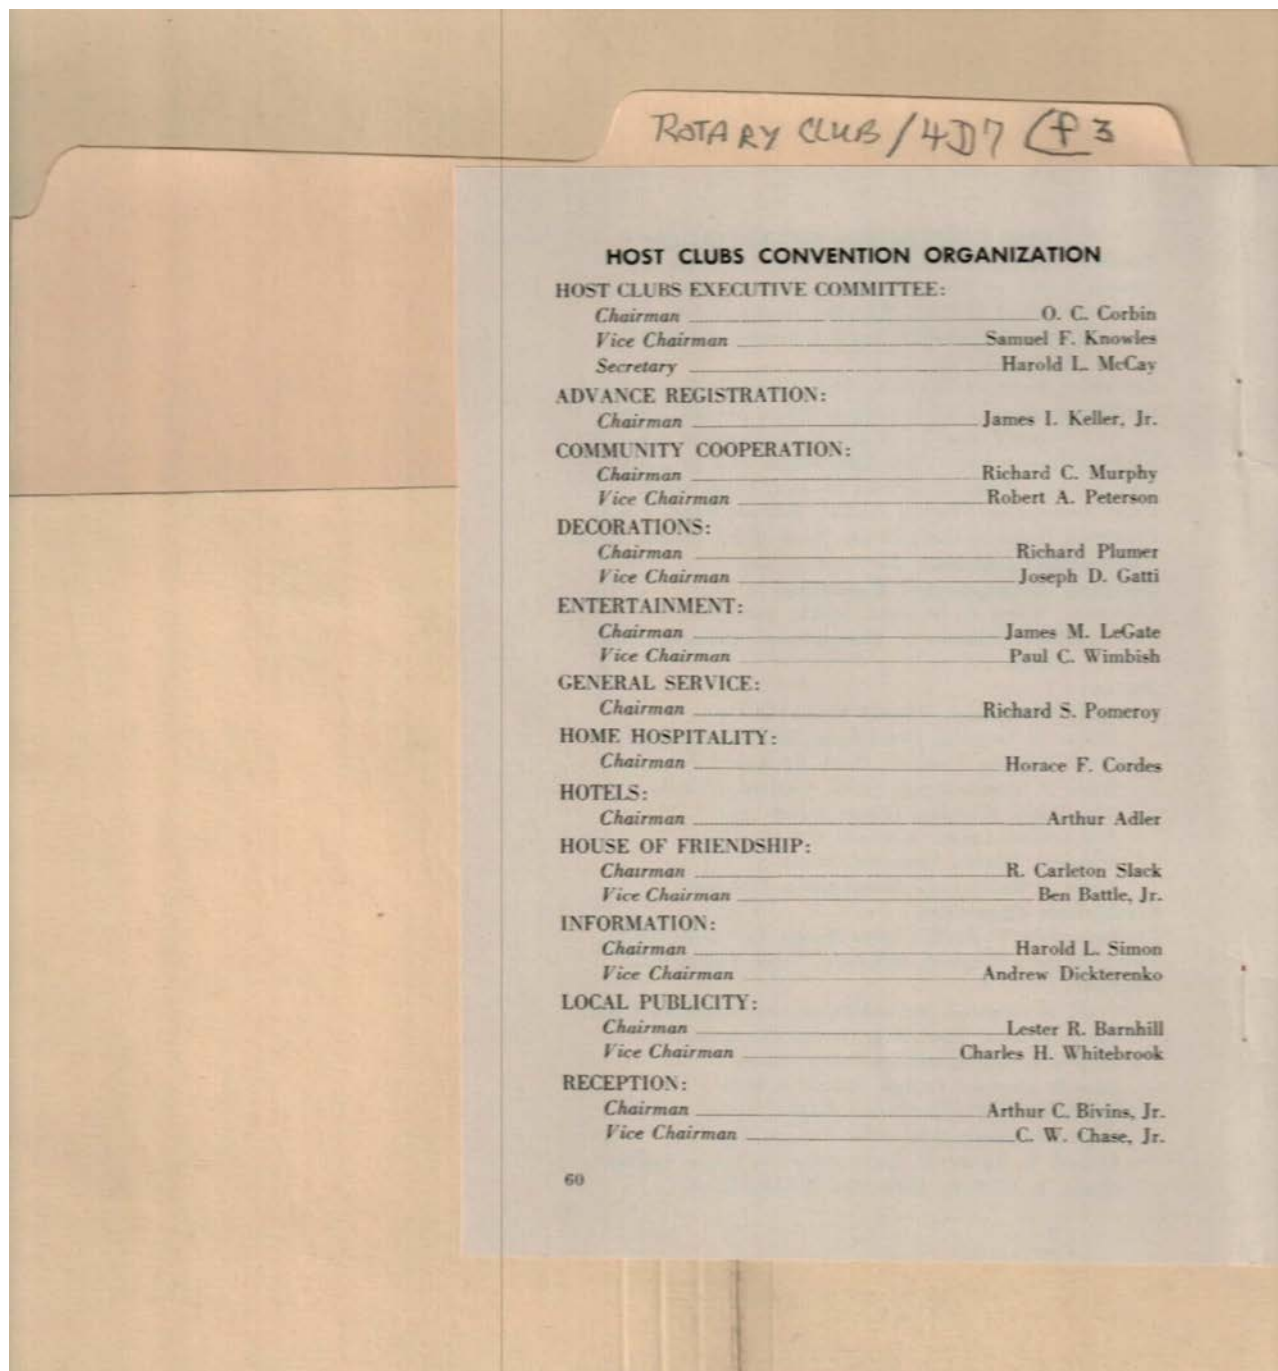 ROTARY CLUB / 4D7 f 3
HOST CLUBS CONVENTION ORGANIZATION
HOST CLUBS EXECUTIVE COMMITTEE:
Chairman O. C. Corbin
Vice Chairman Samuel F. Knowles
Secretary Harold L. McCay
ADVANCE REGISTRATION:
Chairman James I. Keller, Jr.
COMMUNITY COOPERATION:
Chairman Richard C. Murphy
Vice Chairman Robert A. Peterson
DECORATIONS:
Chairman Richard Plumer
Vice Chairman Joseph D. Gatti
ENTERTAINMENT:
Chairman James M. LeGate
Vice Chairman Paul C. Wimbish
GENERAL SERVICE:
Chairman Richard S. Pomeroy
HOME HOSPITALITY:
Chairman Horace F. Cordes
HOTELS:
Chairman Arthur Adler
HOUSE OF FRIENDSHIP:
Chairman R. Carleton Slack
Vice Chairman Ben Battle, Jr.
INFORMATION:
Chairman Harold L. Simon
Vice Chairman Andrew Dickterenko
LOCAL PUBLICITY:
Chairman Lester R. Barnhill
Vice Chairman Charles H. Whitebrook
RECEPTION:
Chairman Arthur C. Bivins, Jr.
Vice Chairman C. W. Chase, Jr.
60